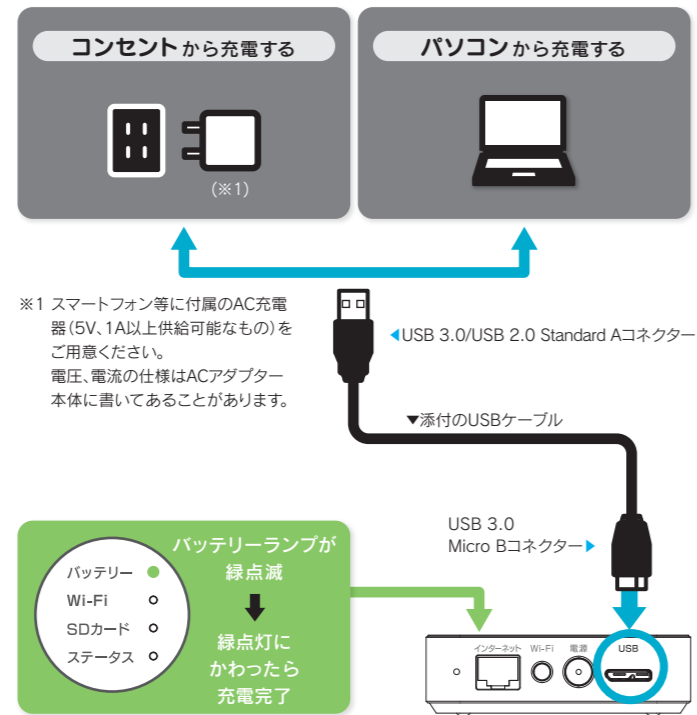 コンセントから充電する
パソコンから充電する
(※1)
※1 スマートフォン等に付属のAC充電
器(5V、1A以上供給可能なもの)を
ご用意ください。
電圧、電流の仕様はACアダプター
本体に書いてあることがあります。
◀USB 3.0/USB 2.0 Standard Aコネクター
▼添付のUSBケーブル
USB 3.0
Micro Bコネクター▶
バッテリーランプが
緑点滅
緑点灯に
かわったら
充電完了
バッテリー
Wi-Fi
SDカード
ステータス
インターネット Wi-Fi 電源 USB